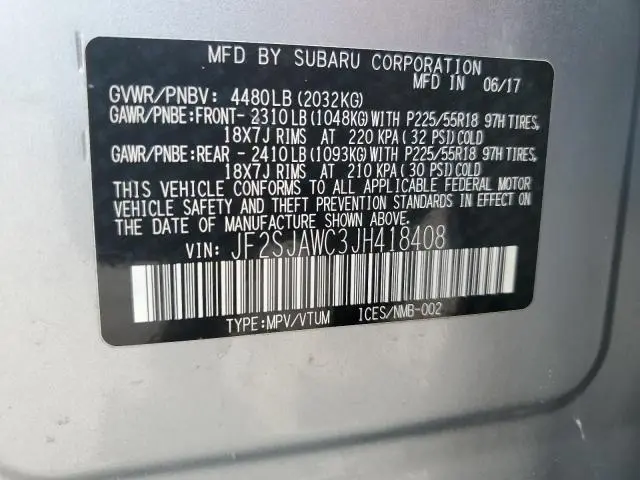 MFD BY SUBARU CORPORATION
MFD IN 06/17
GVWR/PNBV: 4480LB (2032KG)
GAWR/PNBE:FRONT- 2310LB (1048KG) WITH P225/55R18 97H TIRES,
18X7J RIMS AT 220 KPA ( 32 PSI) COLD
GAWR/PNBE:REAR - 2410LB (1093KG) WITH P225/55R18 97H TIRES,
18X7J RIMS AT 210 KPA ( 30 PSI) COLD
THIS VEHICLE CONFORMS TO ALL APPLICABLE FEDERAL MOTOR
VEHICLE SAFETY AND THEFT PREVENTION STANDARDS IN EFFECT ON
THE DATE OF MANUFACTURE SHOWN ABOVE.
VIN: JF2SJAWC3JH418408
TYPE:MPV/VTUM ICES/NMB-002